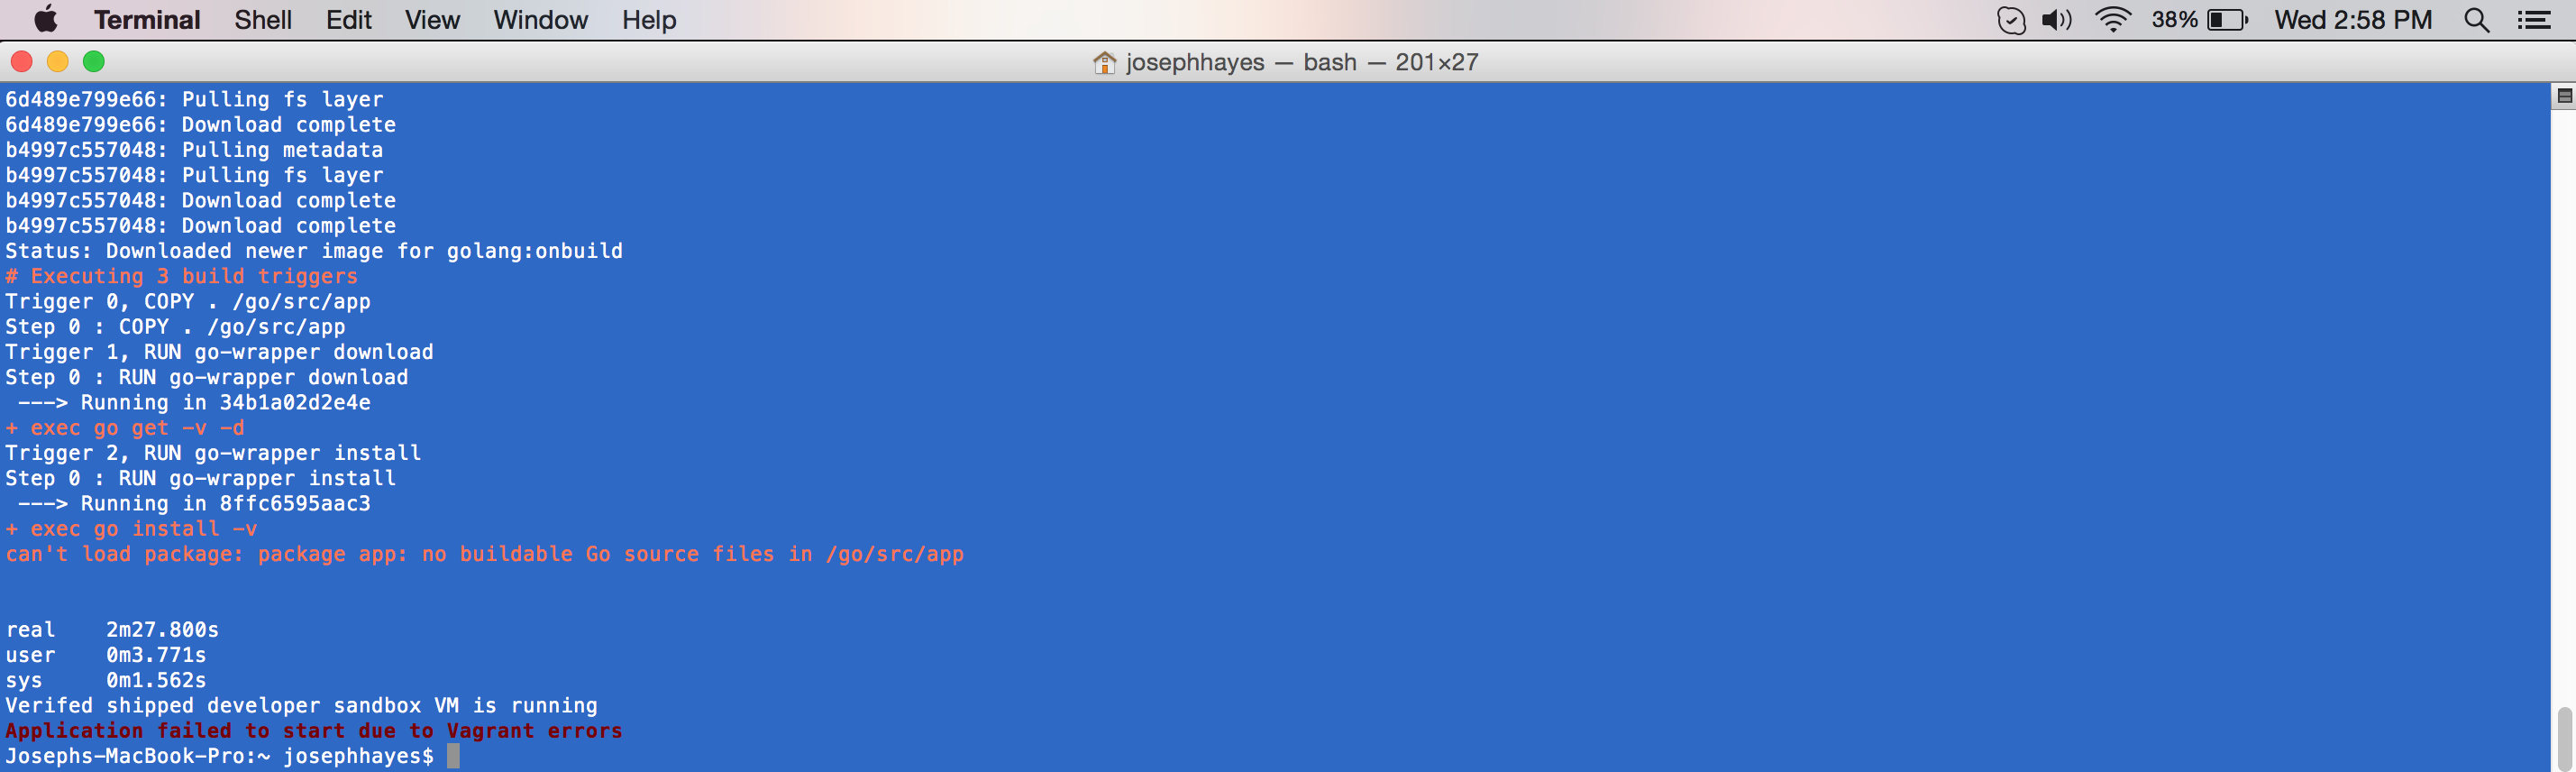 Terminal Shell Edit View Window Help 38% Wed 2:58 PM
josephhayes — bash — 201×27
6d489e799e66: Pulling fs layer
6d489e799e66: Download complete
b4997c557048: Pulling metadata
b4997c557048: Pulling fs layer
b4997c557048: Download complete
b4997c557048: Download complete
Status: Downloaded newer image for golang:onbuild
# Executing 3 build triggers
Trigger 0, COPY . /go/src/app
Step 0 : COPY . /go/src/app
Trigger 1, RUN go-wrapper download
Step 0 : RUN go-wrapper download
 ---> Running in 34b1a02d2e4e
+ exec go get -v -d
Trigger 2, RUN go-wrapper install
Step 0 : RUN go-wrapper install
 ---> Running in 8ffc6595aac3
+ exec go install -v
can't load package: package app: no buildable Go source files in /go/src/app
real    2m27.800s
user    0m3.771s
sys     0m1.562s
Verifed shipped developer sandbox VM is running
Application failed to start due to Vagrant errors
Josephs-MacBook-Pro:~ josephhayes$